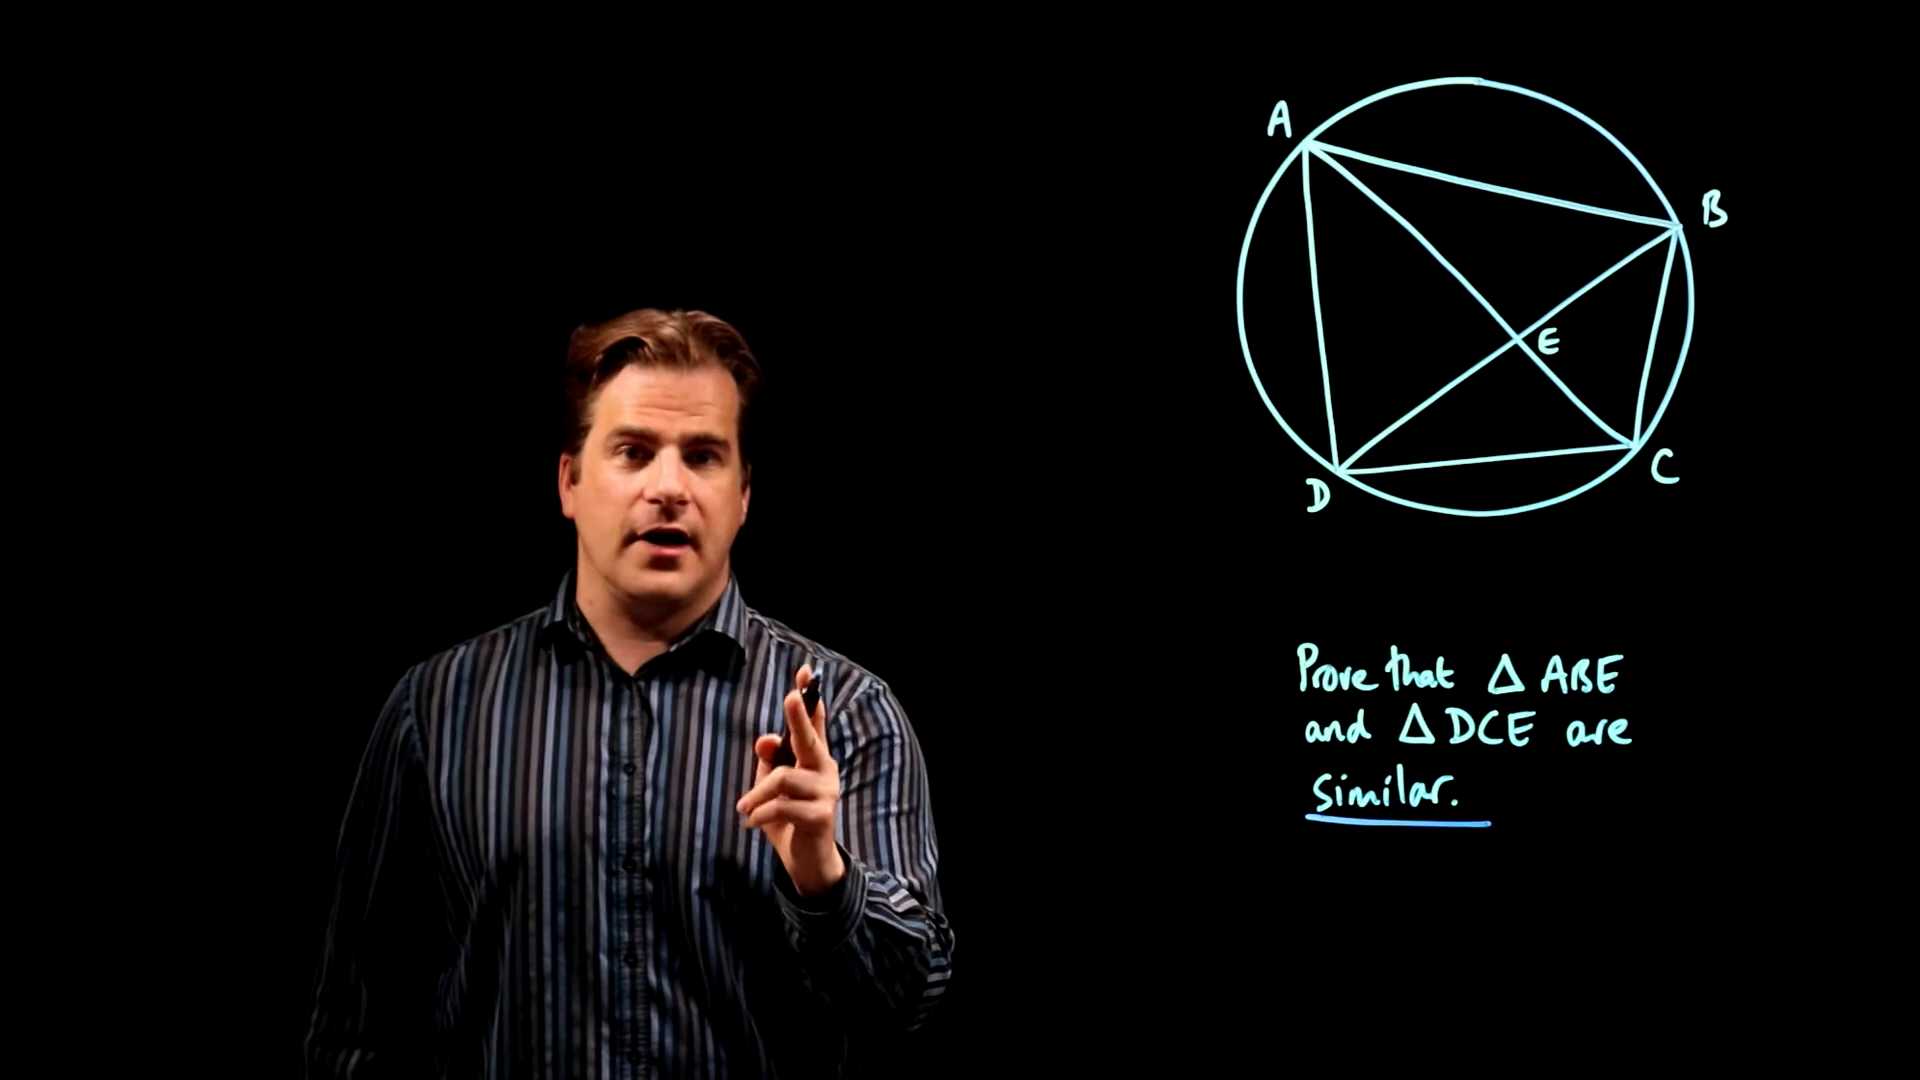 A
B
E
D
C
Prove that △ ABE
and △ DCE are
similar.